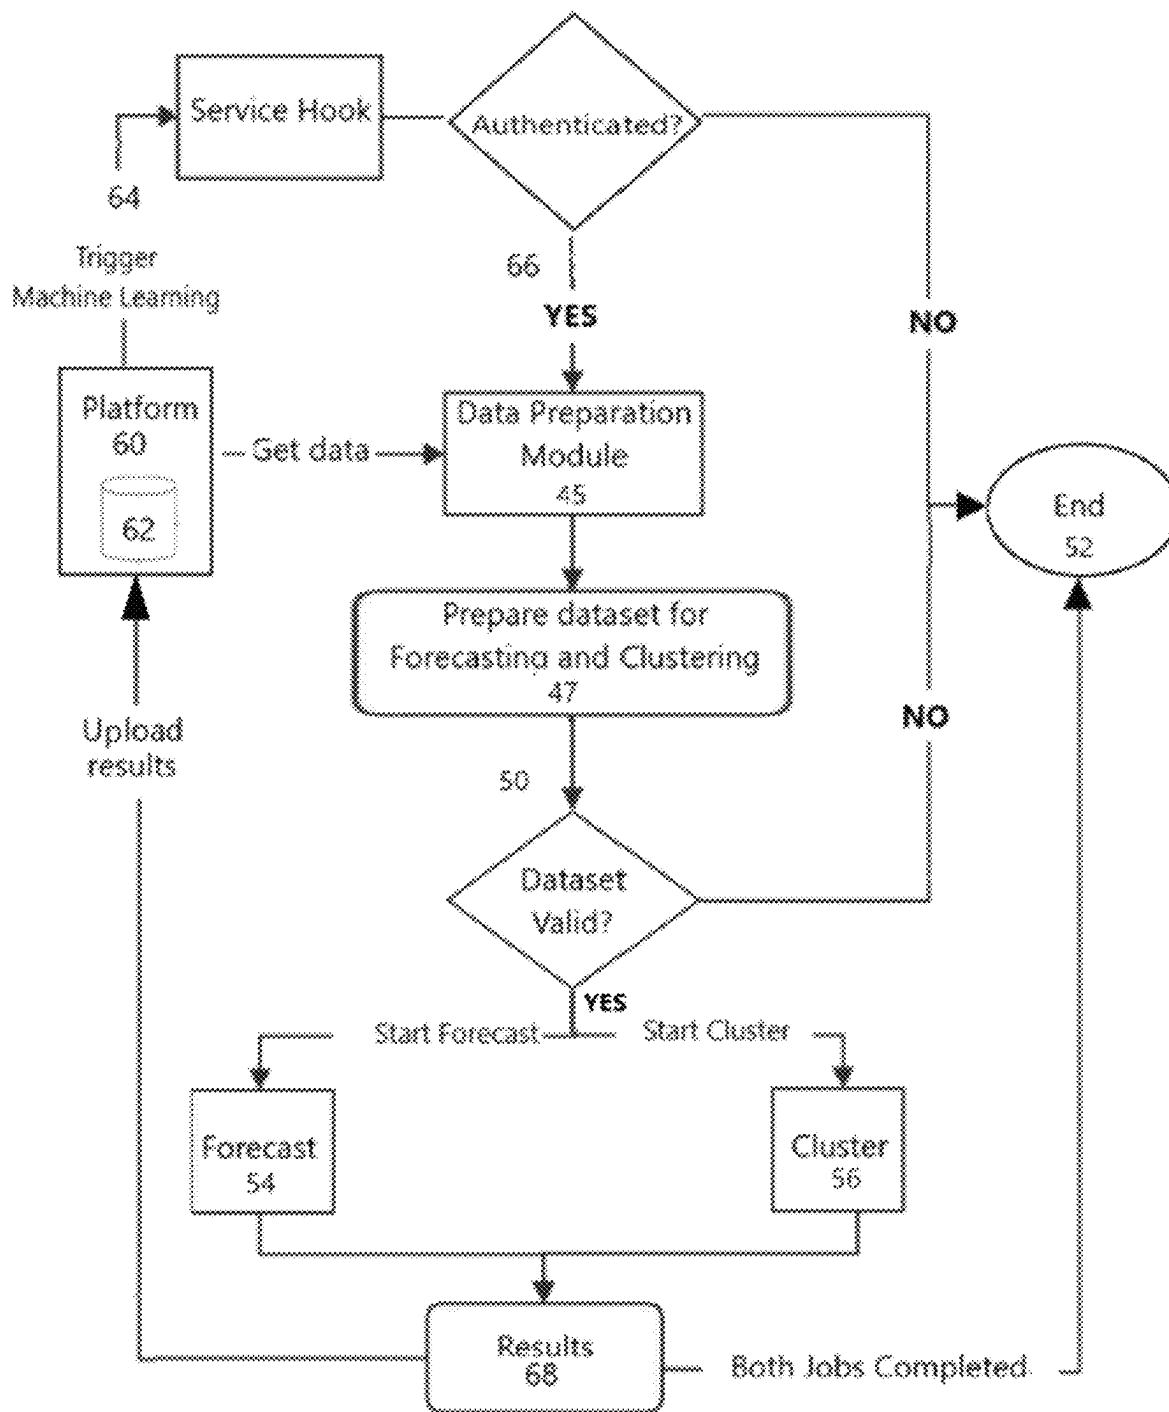 Service Hook
Authenticated?
64
66
YES
NO
Trigger
Machine Learning
Platform
60
62
Get data
Data Preparation
Module
45
End
52
Prepare dataset for
Forecasting and Clustering
47
Upload
results
50
NO
Dataset
Valid?
YES
Start Forecast
Start Cluster
Forecast
54
Cluster
56
Results
68
Both Jobs Completed